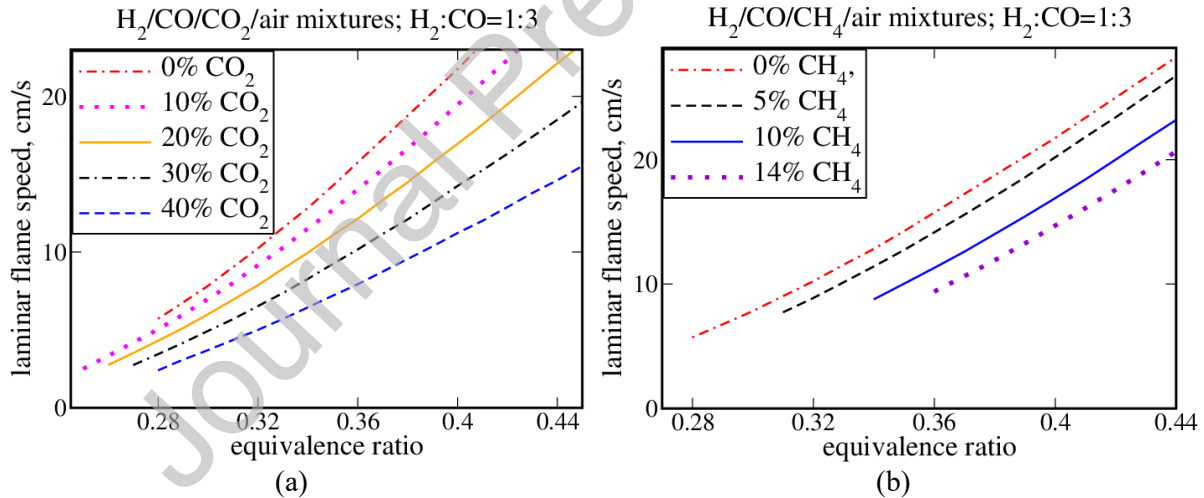 H2/CO/CO2/air mixtures; H2:CO=1:3
laminar flame speed, cm/s
20
10
0
0% CO2
10% CO2
20% CO2
30% CO2
40% CO2
0.28 0.32 0.36 0.4 0.44
equivalence ratio
(a)
H2/CO/CH4/air mixtures; H2:CO=1:3
laminar flame speed, cm/s
20
10
0
0% CH4,
5% CH4
10% CH4
14% CH4
0.28 0.32 0.36 0.4 0.44
equivalence ratio
(b)
Journal Pre